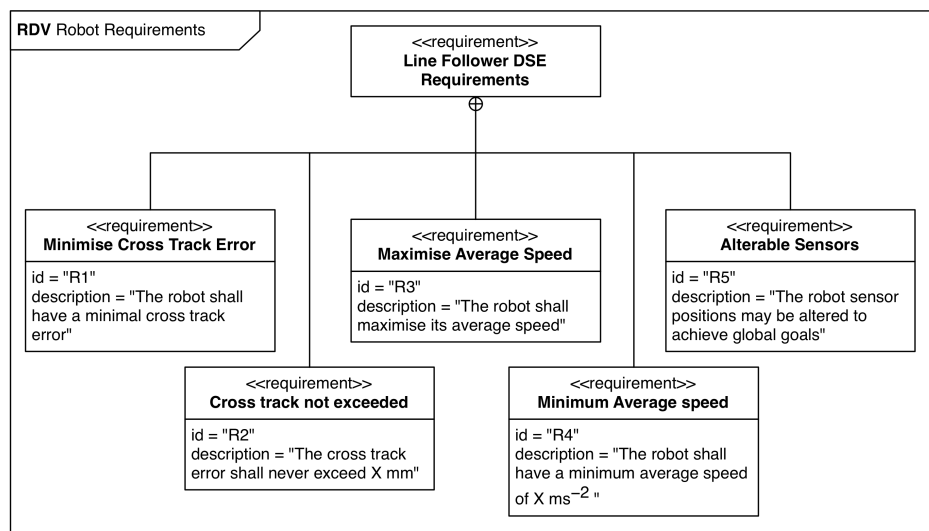 RDV Robot Requirements
<<requirement>>
Line Follower DSE
Requirements
<<requirement>>
Minimise Cross Track Error
id = "R1"
description = "The robot shall
have a minimal cross track
error"
<<requirement>>
Cross track not exceeded
id = "R2"
description = "The cross track
error shall never exceed X mm"
<<requirement>>
Maximise Average Speed
id = "R3"
description = "The robot shall
maximise its average speed"
<<requirement>>
Minimum Average speed
id = "R4"
description = "The robot shall
have a minimum average speed
of X ms⁻² "
<<requirement>>
Alterable Sensors
id = "R5"
description = "The robot sensor
positions may be altered to
achieve global goals"